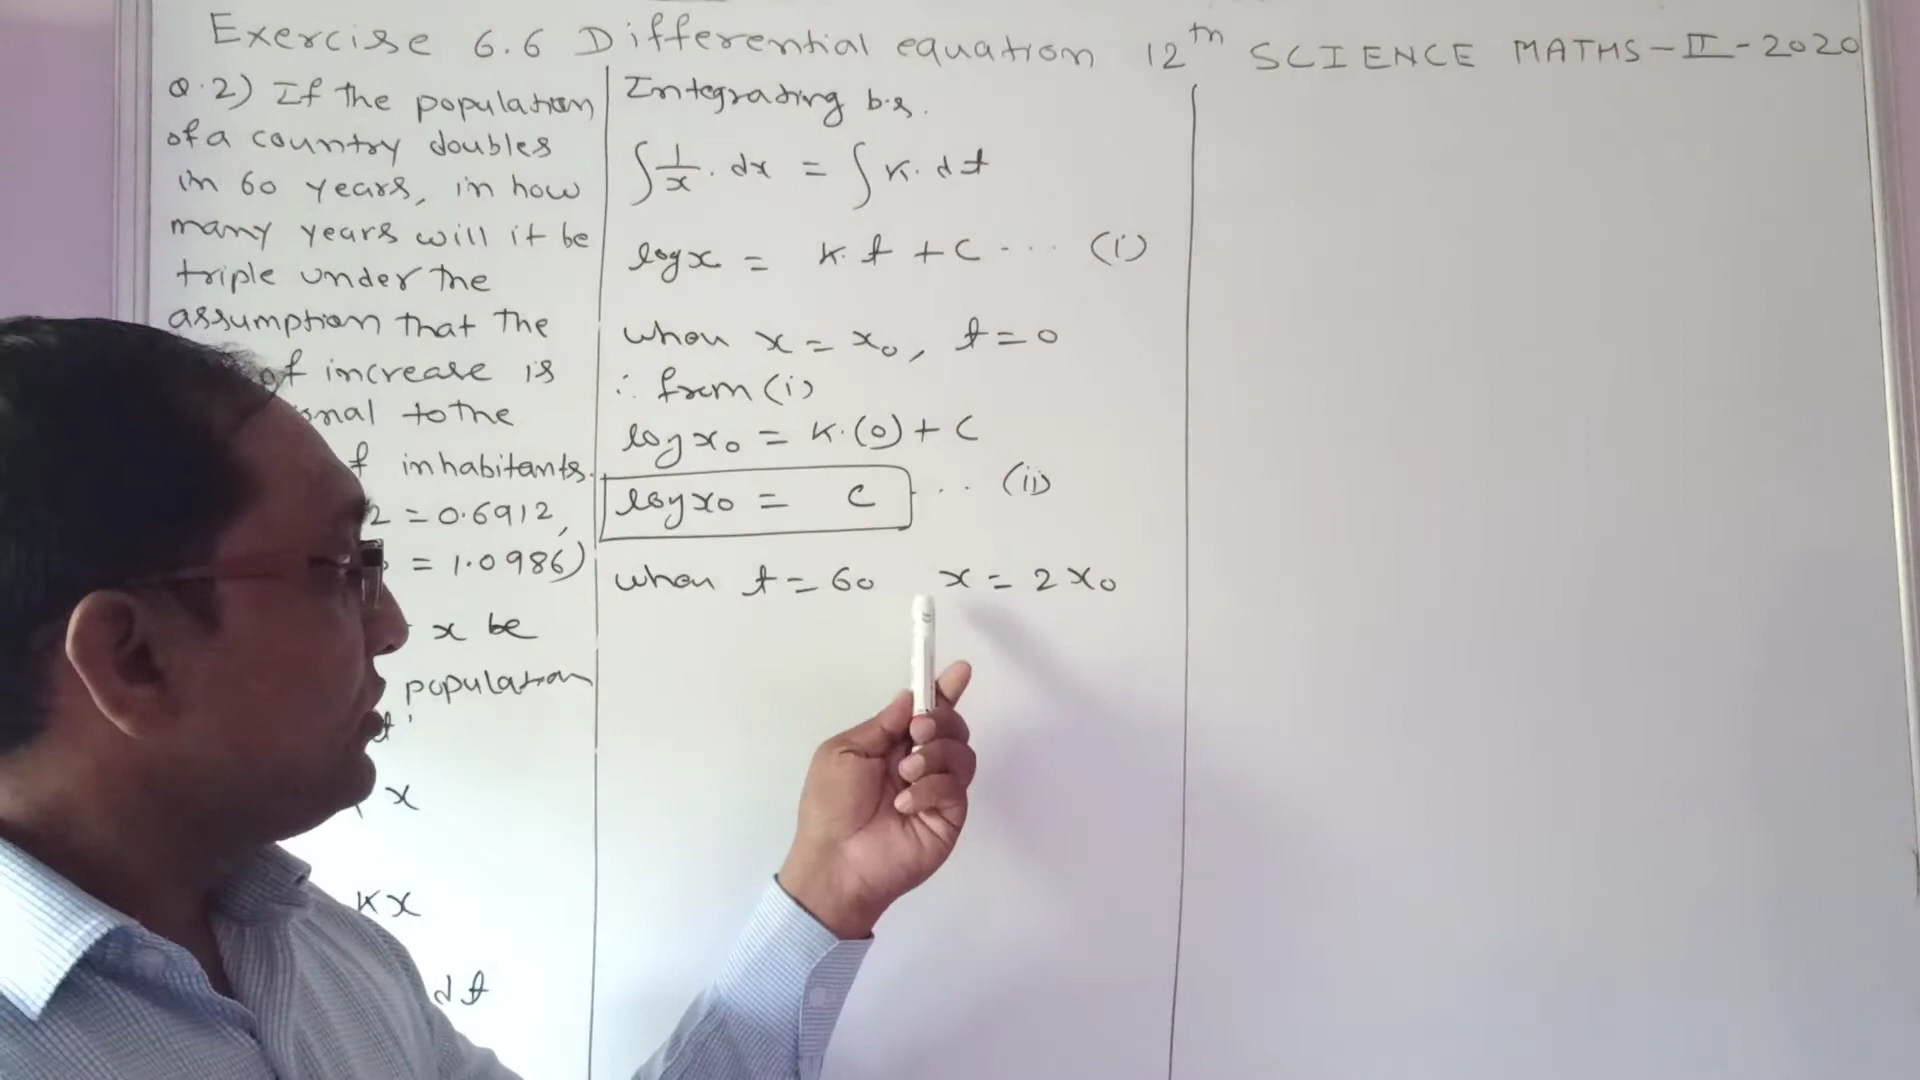 Exercise 6.6 Differential equation 12th SCIENCE MATHS-II-2020
Q.2) If the population
of a country doubles
in 60 years, in how
many years will it be
triple under the
assumption that the
of increase is
to the
inhabitants.
2 = 0.6912,
= 1.0986)
x be
population
t'
x
kx
dt
Integrating b.s.
∫ 1/x . dx = ∫ k. dt
log x = k. t + c ... (i)
when x = x₀, t = 0
∴ from (i)
log x₀ = k.(0) + c
log x₀ = c ... (ii)
when t = 60 x = 2x₀